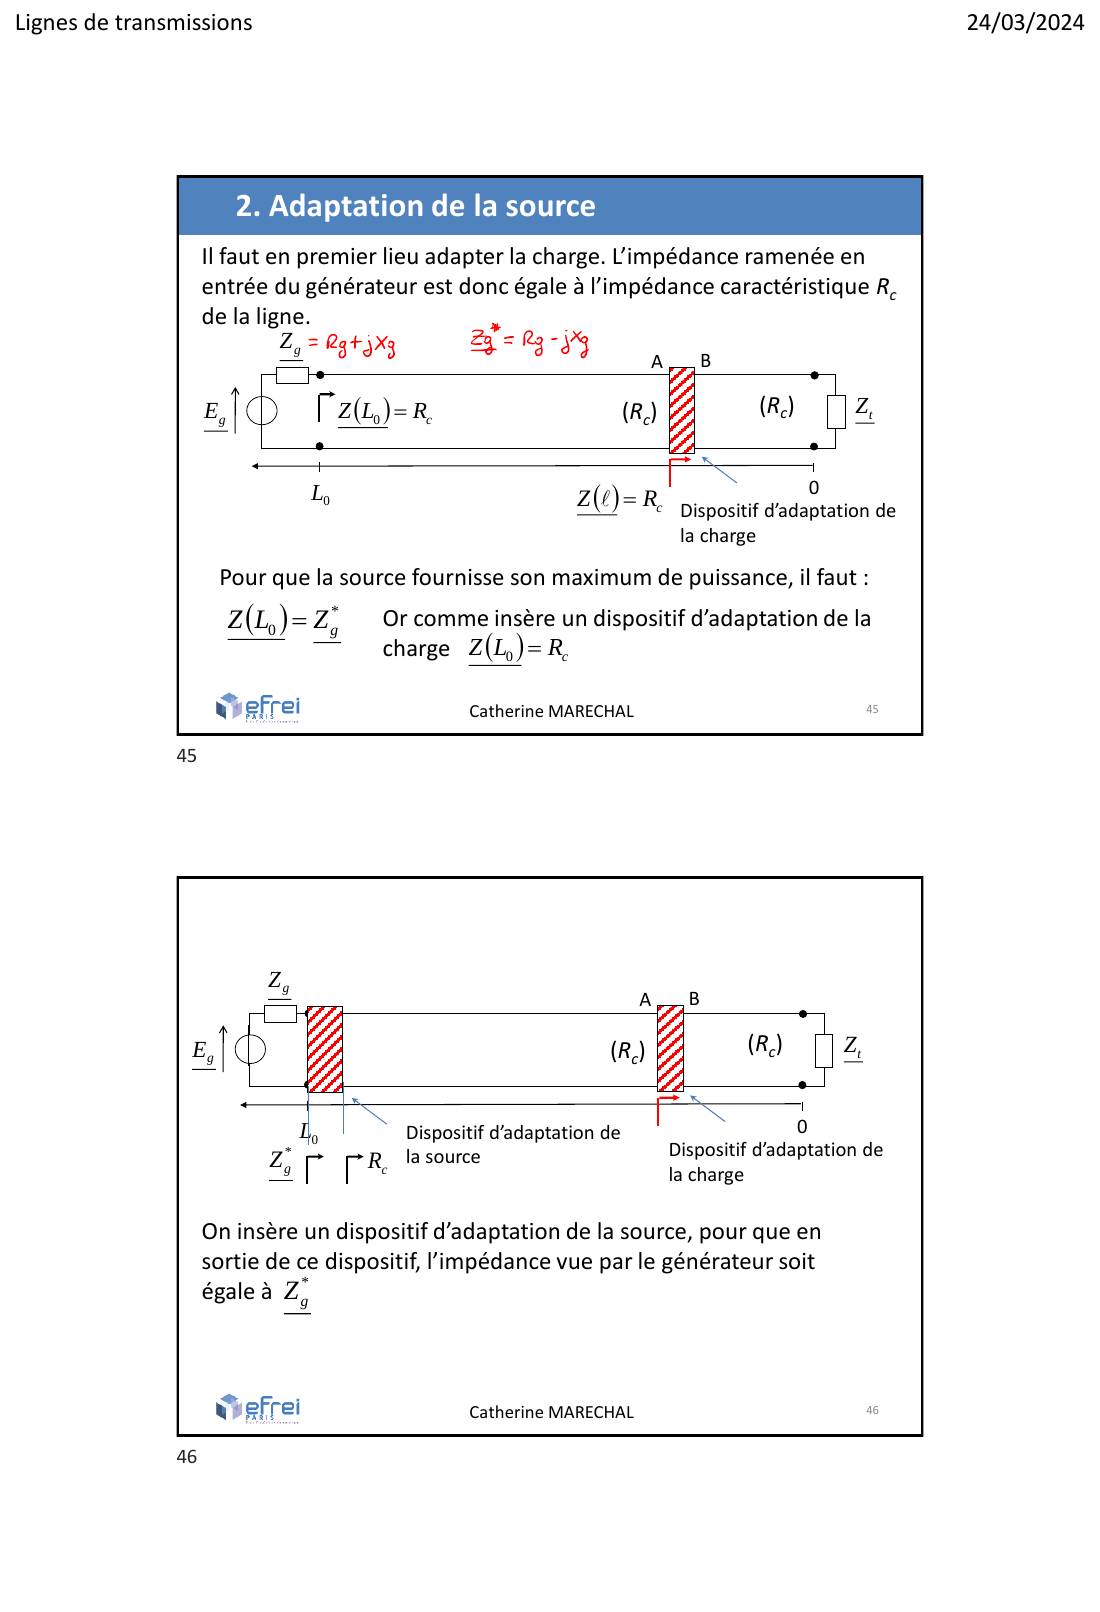 Lignes de transmissions 24/03/2024
2. Adaptation de la source
Il faut en premier lieu adapter la charge. L’impédance ramenée en
entrée du générateur est donc égale à l’impédance caractéristique Rc
de la ligne.
Zg = Rg+jXg Zg* = Rg - jXg
A B
Eg Z(L0) = Rc (Rc) (Rc) Zt
L0 Z(ℓ) = Rc 0
Dispositif d’adaptation de
la charge
Pour que la source fournisse son maximum de puissance, il faut :
Z(L0) = Zg* Or comme insère un dispositif d’adaptation de la
charge Z(L0) = Rc
efrei
PARIS
Catherine MARECHAL 45
45
Zg
A B
Eg (Rc) (Rc) Zt
L0 0
Dispositif d’adaptation de
la source
Zg* Rc
Dispositif d’adaptation de
la charge
On insère un dispositif d’adaptation de la source, pour que en
sortie de ce dispositif, l’impédance vue par le générateur soit
égale à Zg*
efrei
PARIS
Catherine MARECHAL 46
46